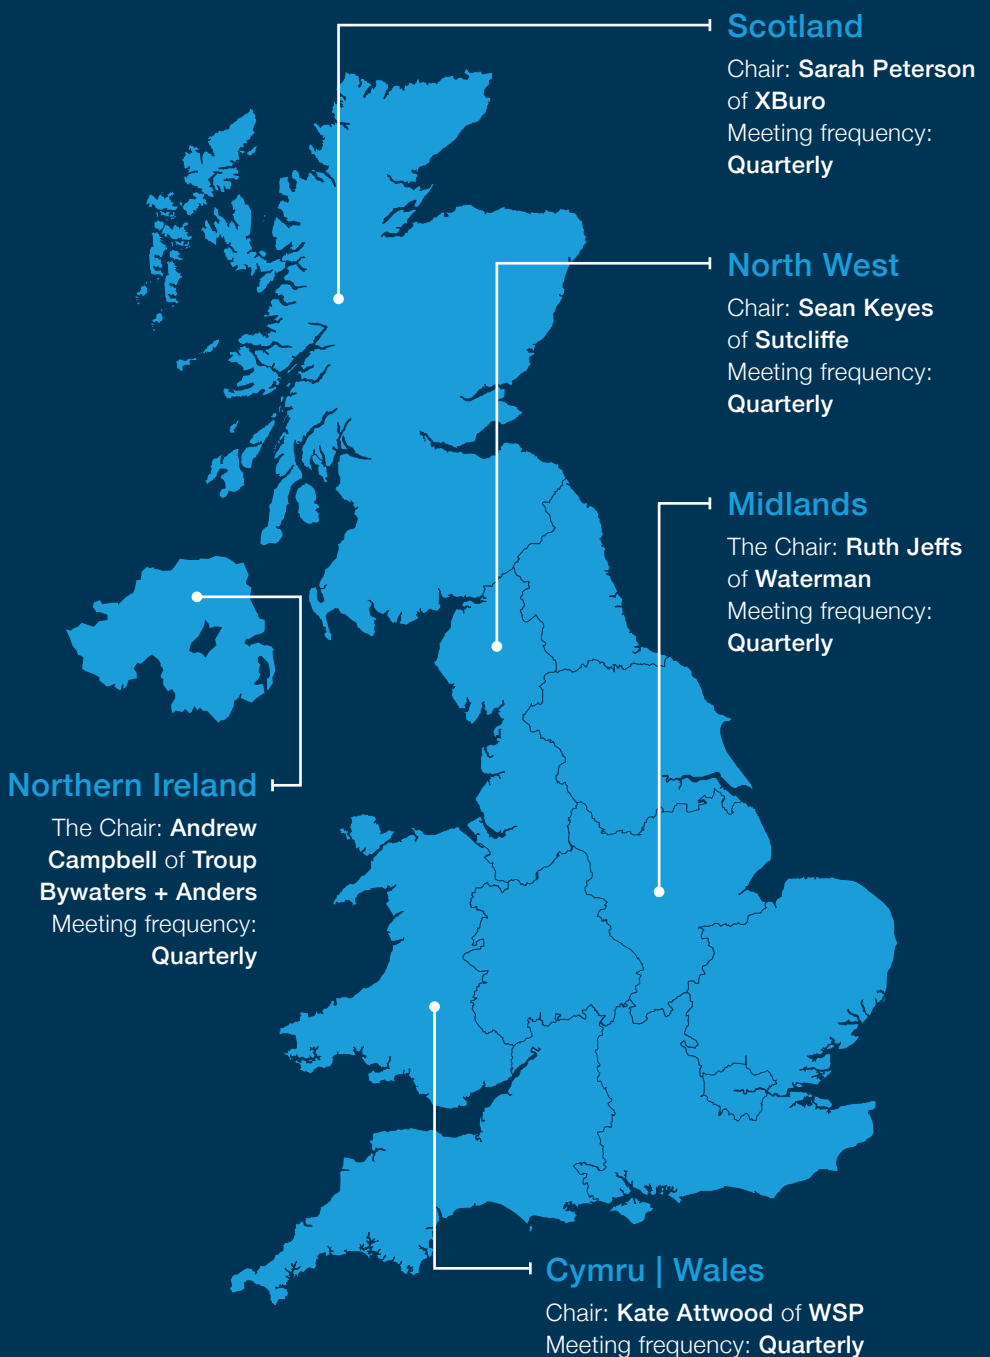 Scotland
Chair: Sarah Peterson
of XBuro
Meeting frequency:
Quarterly
North West
Chair: Sean Keyes
of Sutcliffe
Meeting frequency:
Quarterly
Midlands
The Chair: Ruth Jeffs
of Waterman
Meeting frequency:
Quarterly
Northern Ireland
The Chair: Andrew
Campbell of Troup
Bywaters + Anders
Meeting frequency:
Quarterly
Cymru | Wales
Chair: Kate Attwood of WSP
Meeting frequency: Quarterly